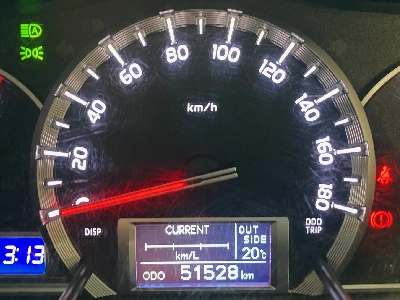 80
100
60
120
40
140
km/h
20
160
180
DISP
ODO
TRIP
CURRENT
km/L
OUT
SIDE
20°C
ODO 51528 km
3:13